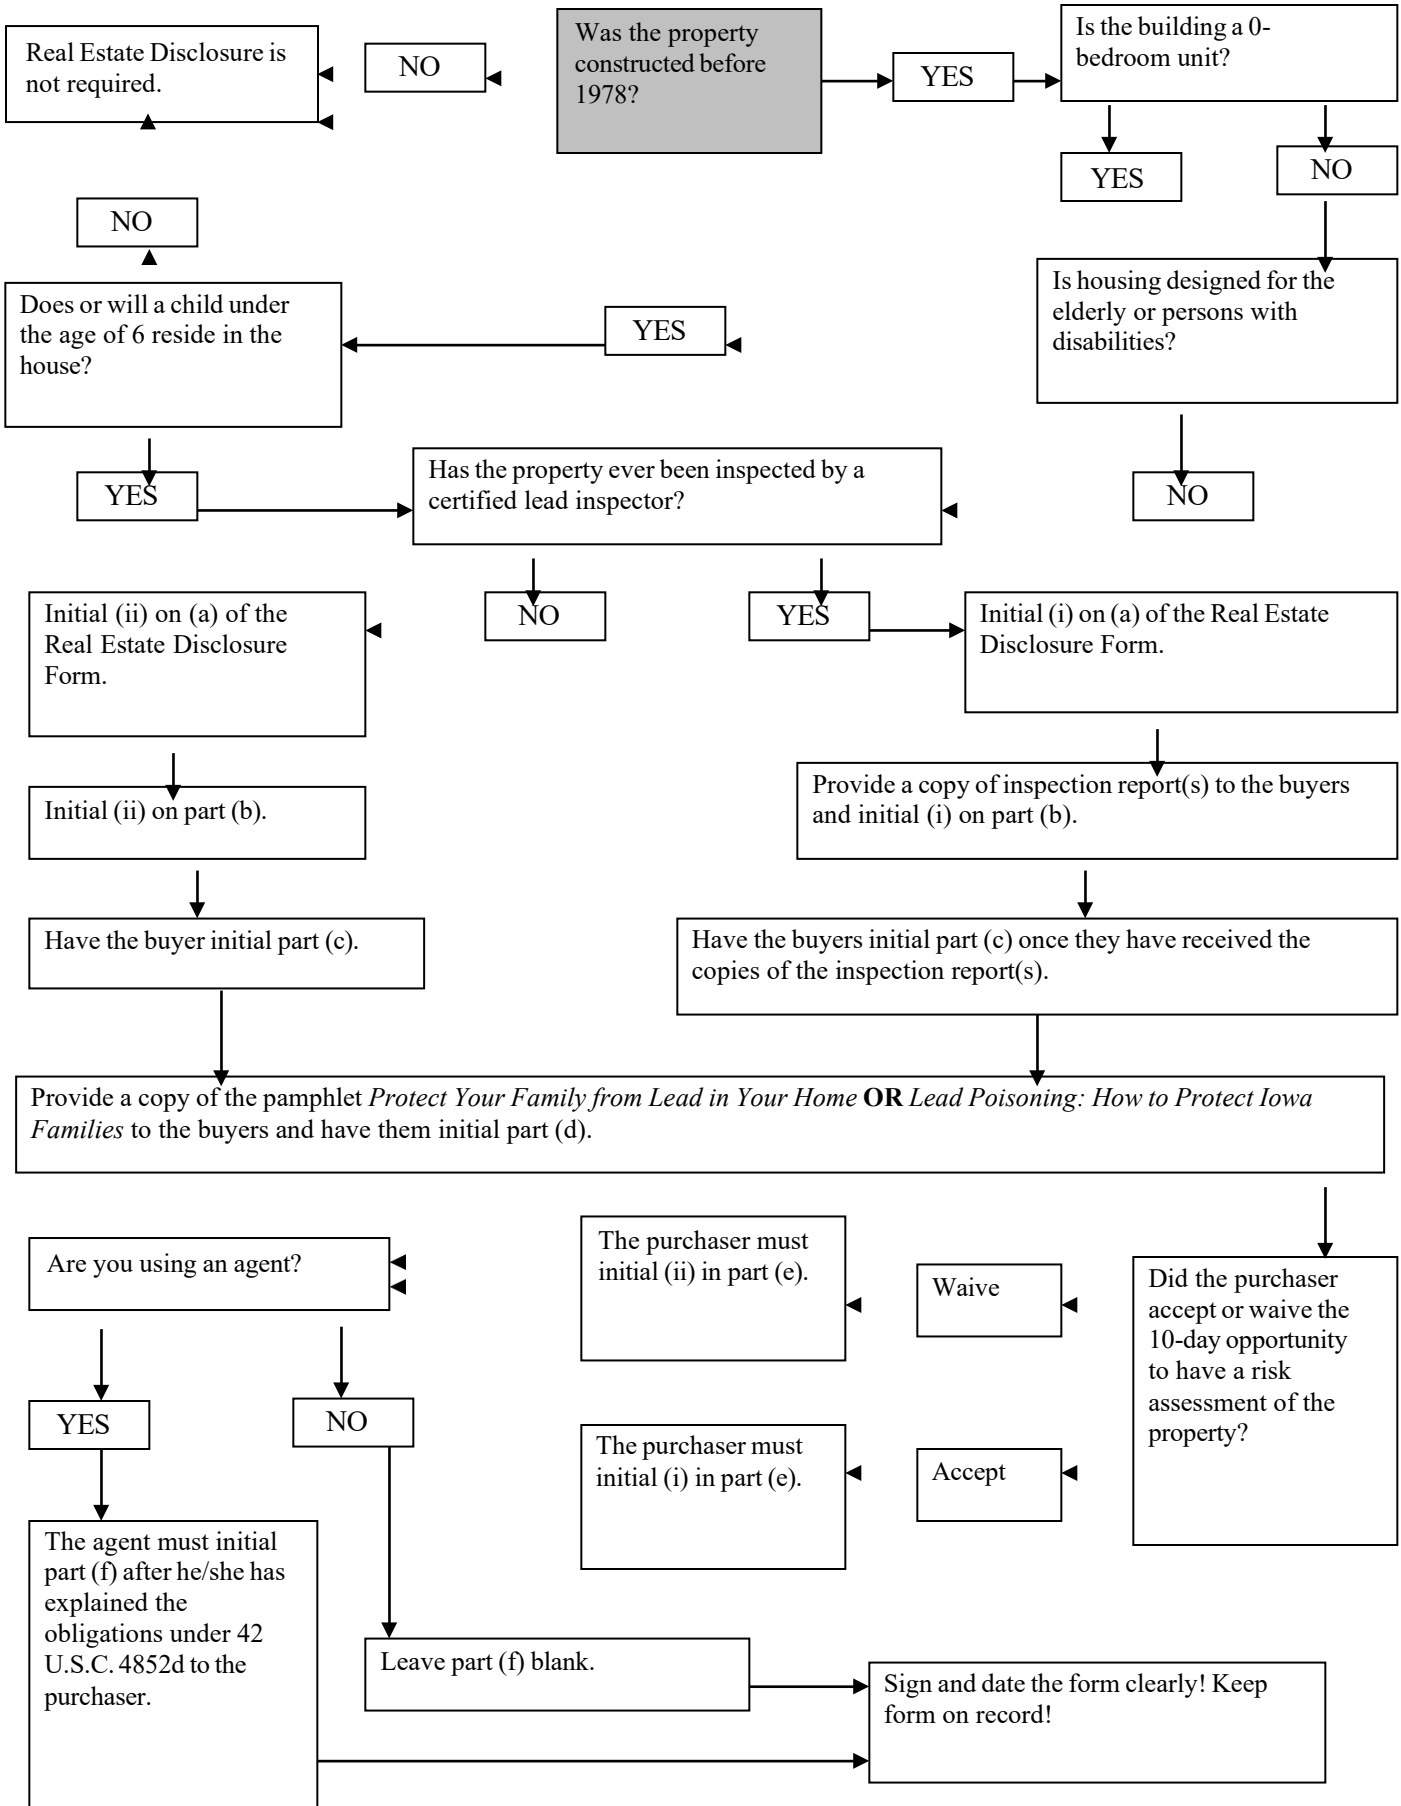 Real Estate Disclosure is
not required.
NO
Was the property
constructed before
1978?
YES
Is the building a 0-
bedroom unit?
YES
NO
NO
Does or will a child under
the age of 6 reside in the
house?
YES
Is housing designed for the
elderly or persons with
disabilities?
YES
Has the property ever been inspected by a
certified lead inspector?
NO
Initial (ii) on (a) of the
Real Estate Disclosure
Form.
NO
YES
Initial (i) on (a) of the Real Estate
Disclosure Form.
Initial (ii) on part (b).
Provide a copy of inspection report(s) to the buyers
and initial (i) on part (b).
Have the buyer initial part (c).
Have the buyers initial part (c) once they have received the
copies of the inspection report(s).
Provide a copy of the pamphlet Protect Your Family from Lead in Your Home OR Lead Poisoning: How to Protect Iowa
Families to the buyers and have them initial part (d).
Are you using an agent?
The purchaser must
initial (ii) in part (e).
Waive
Did the purchaser
accept or waive the
10-day opportunity
to have a risk
assessment of the
property?
YES
NO
The purchaser must
initial (i) in part (e).
Accept
The agent must initial
part (f) after he/she has
explained the
obligations under 42
U.S.C. 4852d to the
purchaser.
Leave part (f) blank.
Sign and date the form clearly! Keep
form on record!